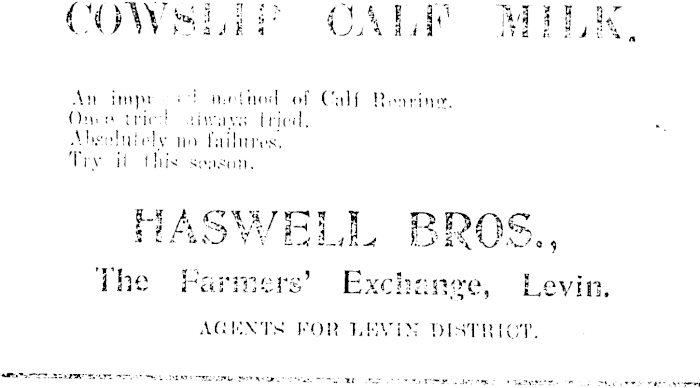 COWSLIP CALF MILK.
An improved method of Calf Rearing.
Once tried always tried.
Absolutely no failures.
Try it this season.
HASWELL BROS.,
The Farmers' Exchange, Levin.
AGENTS FOR LEVIN DISTRICT.